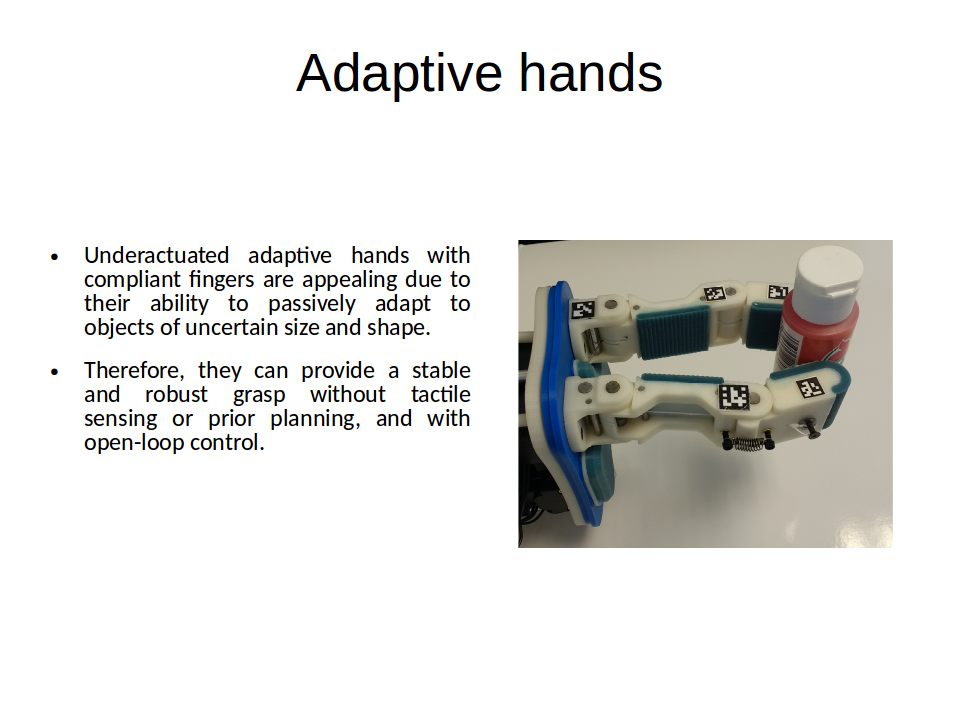 Adaptive hands
• Underactuated adaptive hands with
compliant fingers are appealing due to
their ability to passively adapt to
objects of uncertain size and shape.
• Therefore, they can provide a stable
and robust grasp without tactile
sensing or prior planning, and with
open-loop control.